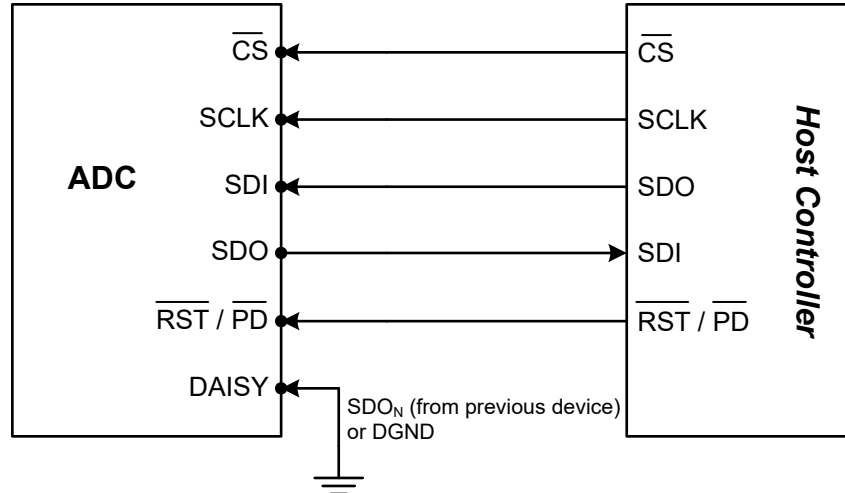 CS CS
SCLK SCLK
ADC
SDI SDO
SDO SDI
RST / PD RST / PD
DAISY
SDON (from previous device)
or DGND
Host Controller